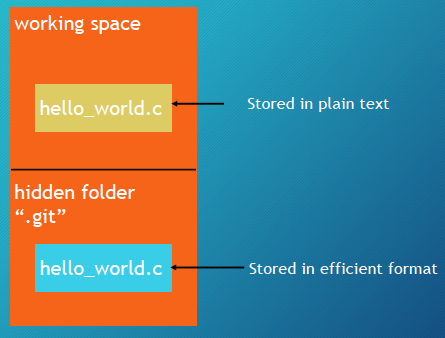 working space
hello_world.c
Stored in plain text
hidden folder
“.git”
hello_world.c
Stored in efficient format